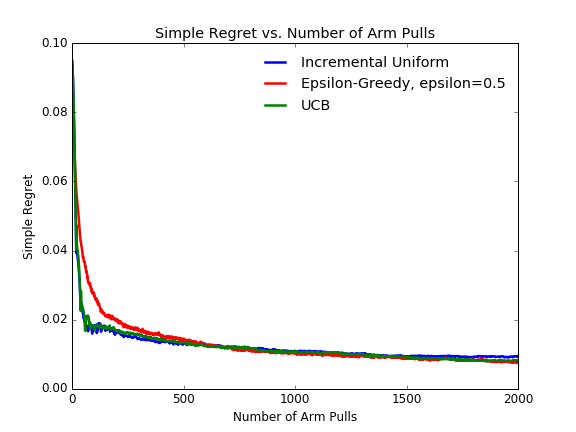 Simple Regret vs. Number of Arm Pulls
0.10
0.08
0.06
0.04
0.02
0.00
Simple Regret
Incremental Uniform
Epsilon-Greedy, epsilon=0.5
UCB
0 500 1000 1500 2000
Number of Arm Pulls